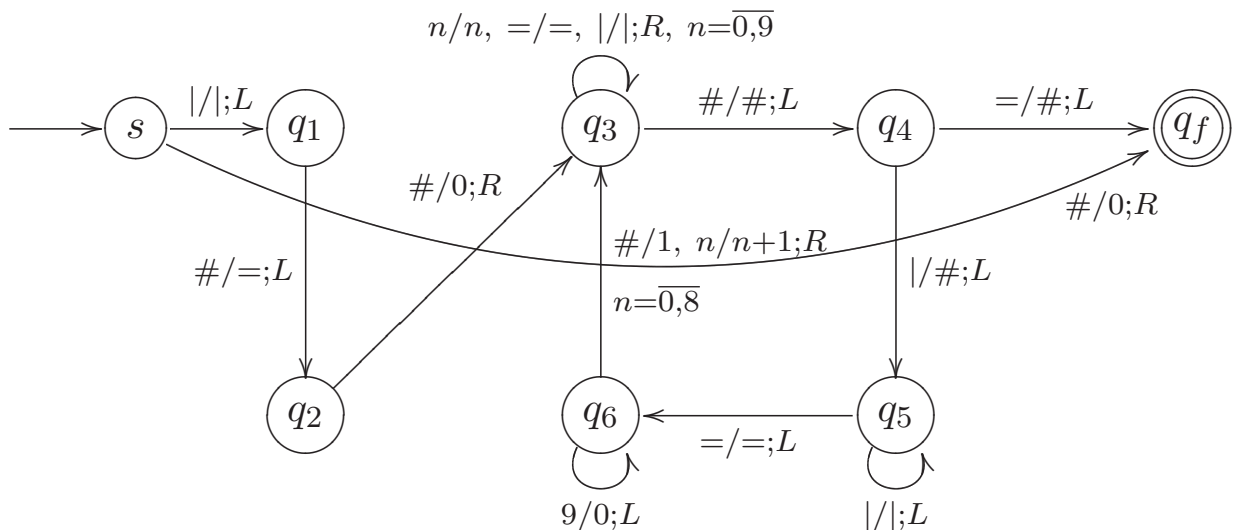 n/n, =/=, |/|;R, n=0,9
|/|;L
#/#;L
=/#;L
s
q1
q3
q4
qf
#/0;R
#/0;R
#/1, n/n+1;R
#/=;L
n=0,8
|/#;L
q2
q6
q5
=/=;L
9/0;L
|/|;L